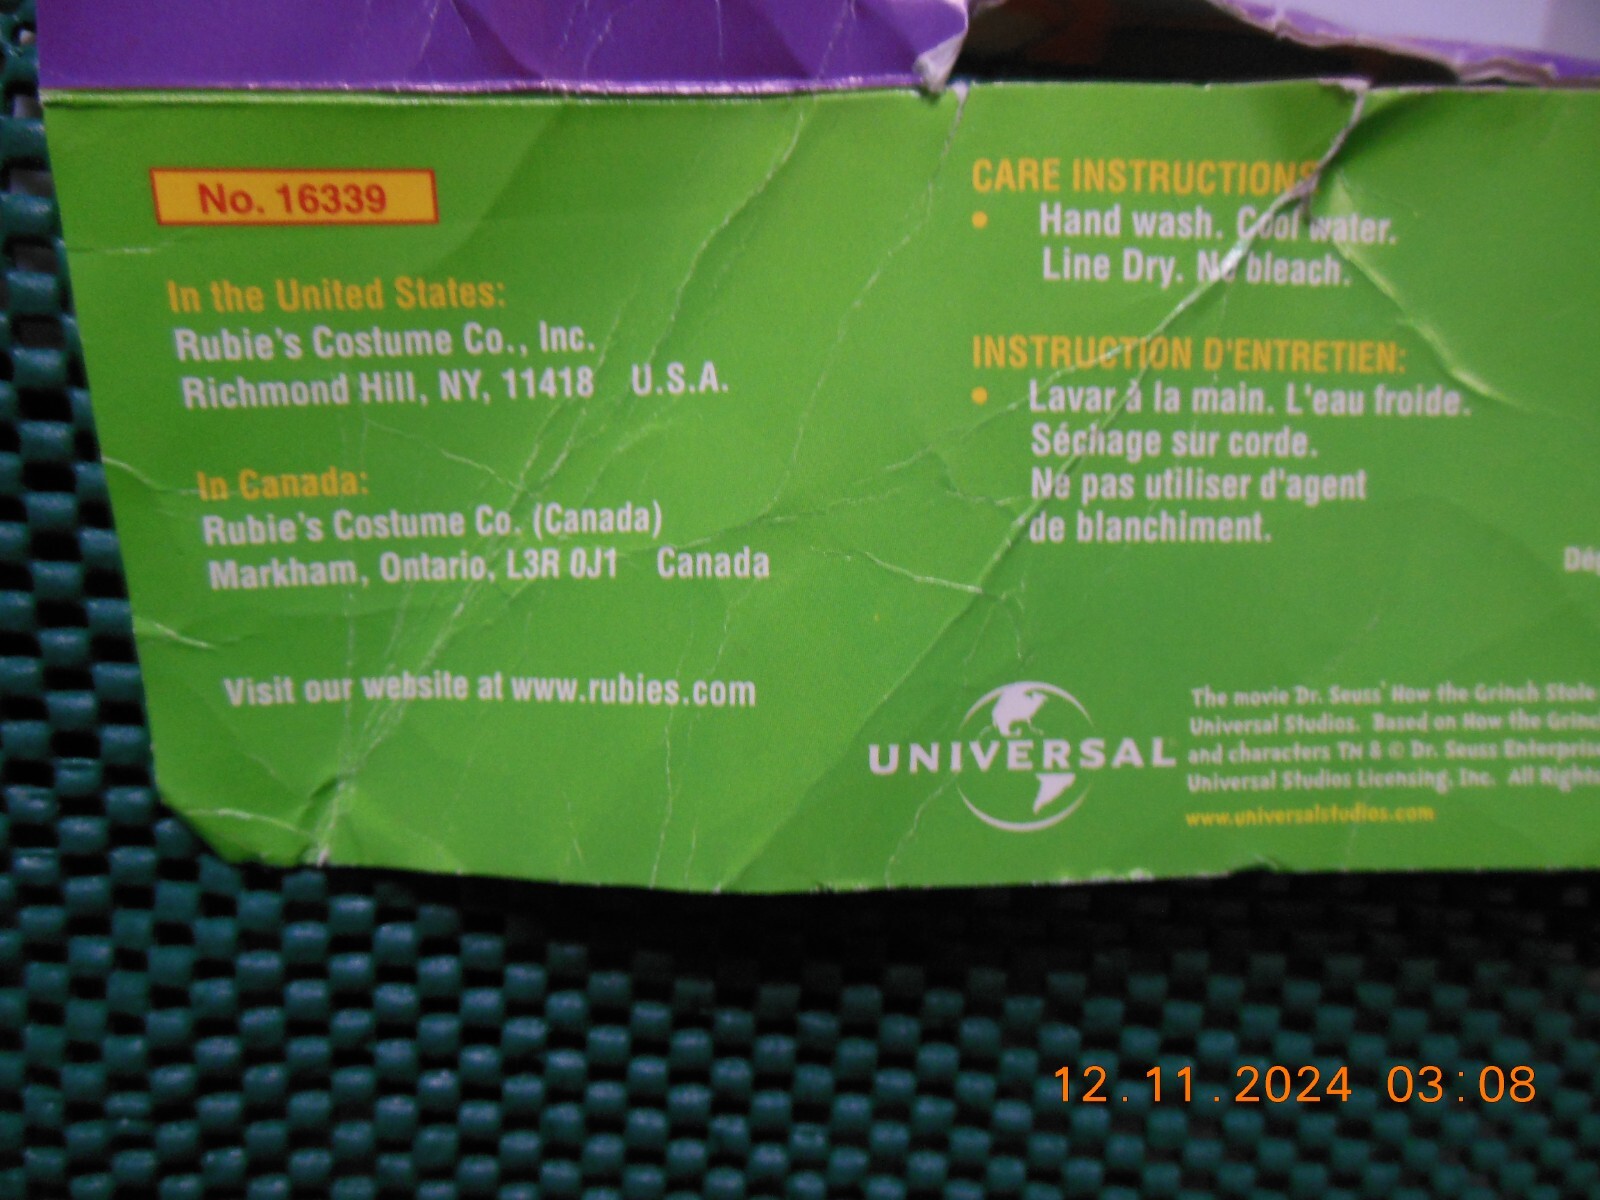 No. 16339
In the United States:
Rubie's Costume Co., Inc.
Richmond Hill, NY, 11418 U.S.A.
In Canada:
Rubie's Costume Co. (Canada)
Markham, Ontario, L3R 0J1 Canada
Visit our website at www.rubies.com
CARE INSTRUCTIONS
• Hand wash. Cool water.
Line Dry. No bleach.
INSTRUCTION D'ENTRETIEN:
• Lavar à la main. L'eau froide.
Séchage sur corde.
Ne pas utiliser d'agent
de blanchiment.
UNIVERSAL
The movie Dr. Seuss' How the Grinch Stole
Universal Studios. Based on How the
and characters TM & © Dr. Seuss
Universal Studios Licensing, Inc. All
www.universalstudios.com
12.11.2024 03:08